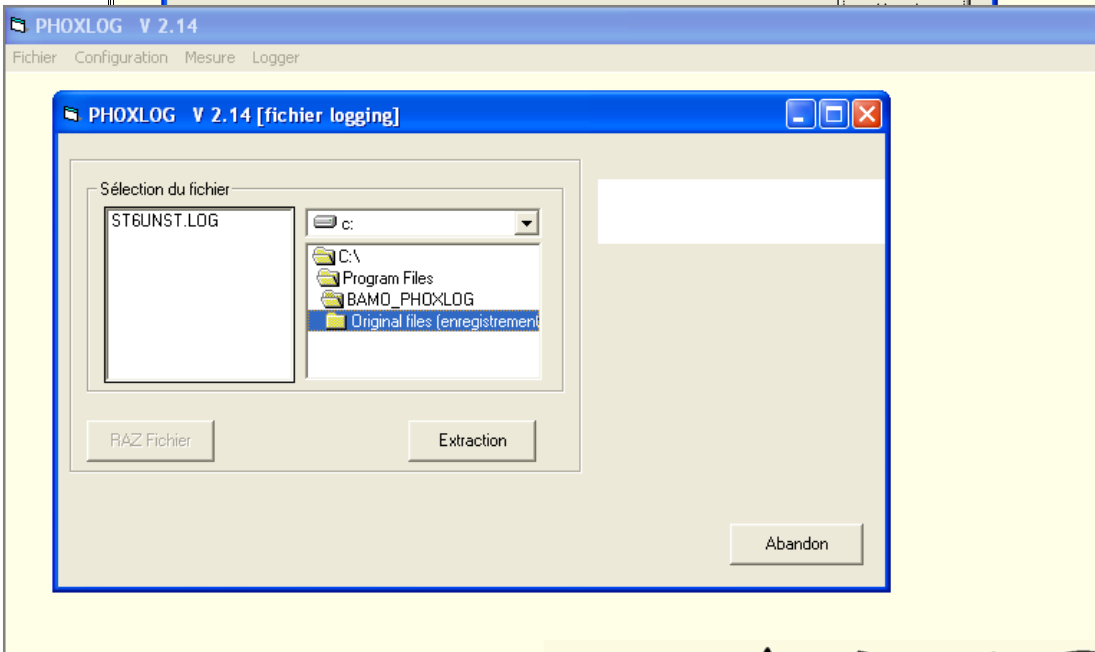 PHOXLOG V 2.14
Fichier Configuration Mesure Logger
PHOXLOG V 2.14 [fichier logging]
Sélection du fichier
ST6UNST.LOG
c:
C:\
Program Files
BAMO_PHOXLOG
Original files (enregistrement
RAZ Fichier
Extraction
Abandon